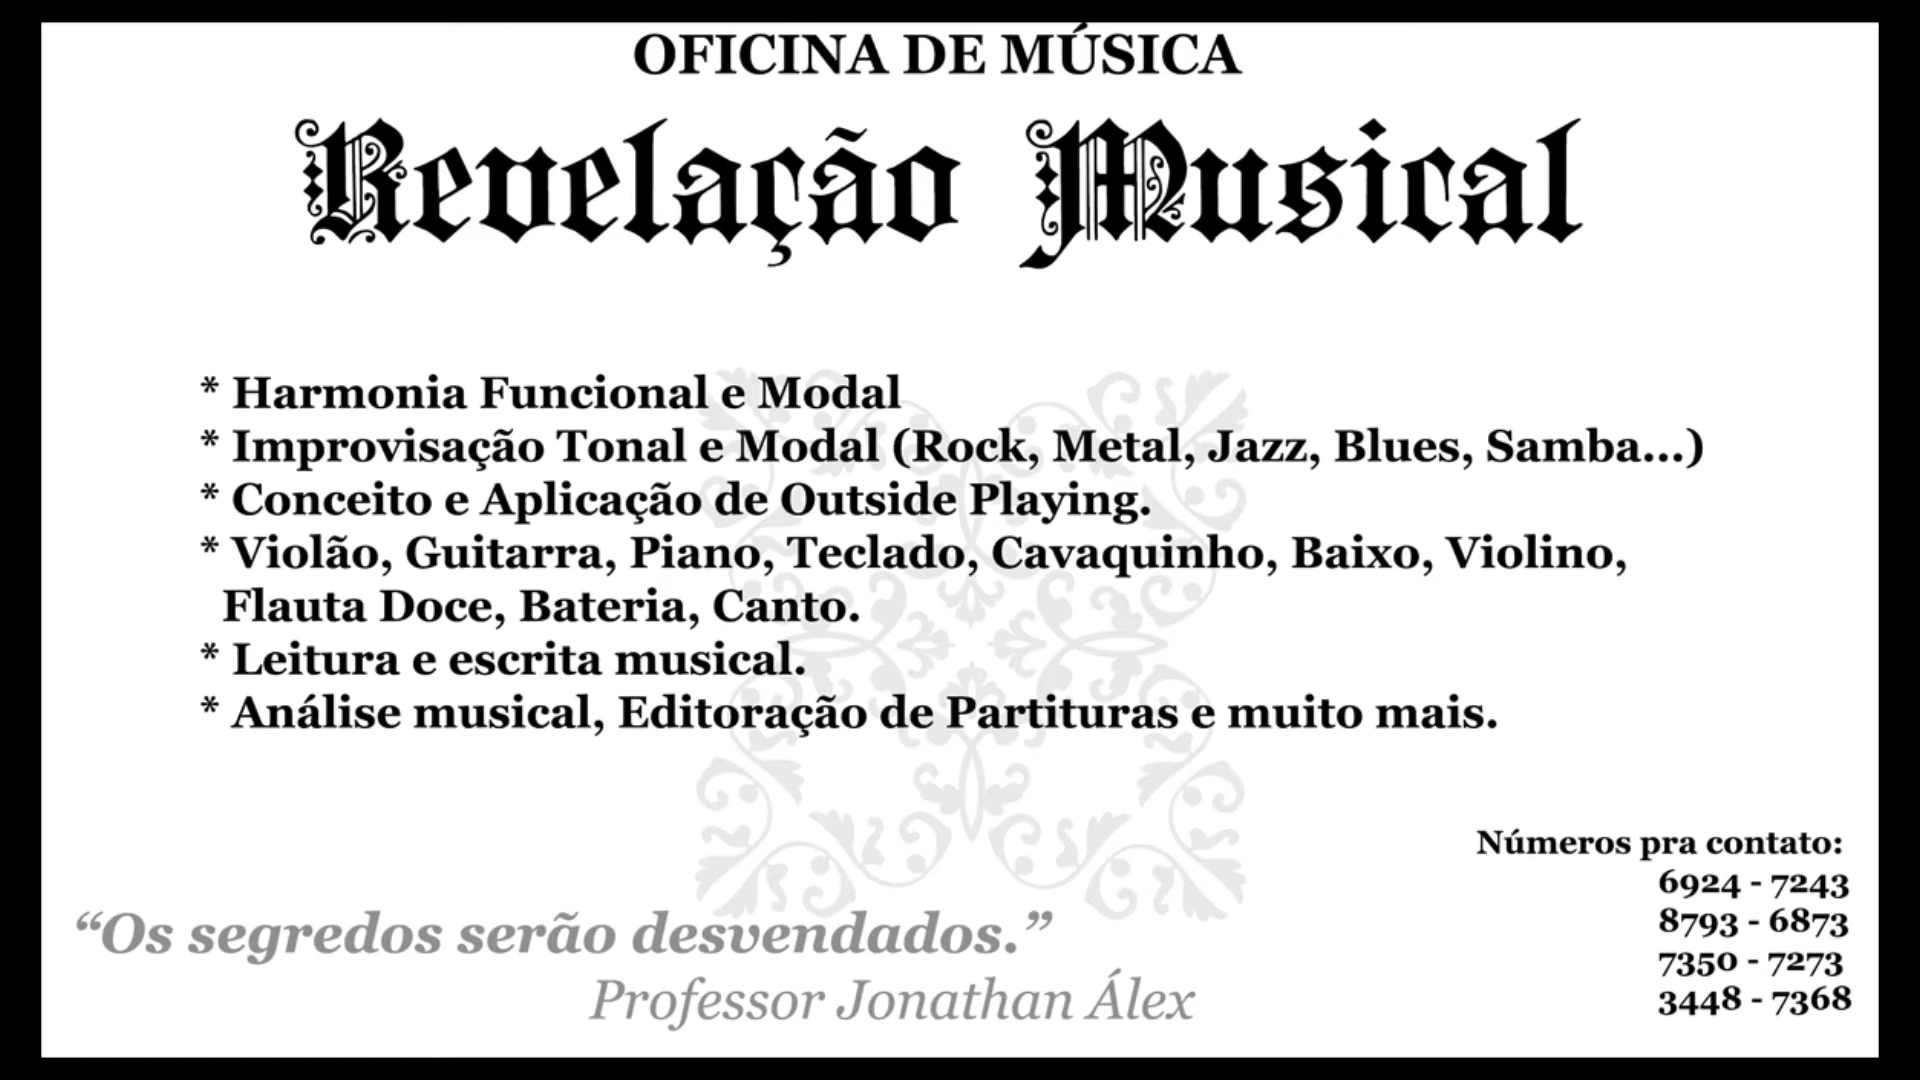 OFICINA DE MÚSICA
Revelação Musical
* Harmonia Funcional e Modal
* Improvisação Tonal e Modal (Rock, Metal, Jazz, Blues, Samba...)
* Conceito e Aplicação de Outside Playing.
* Violão, Guitarra, Piano, Teclado, Cavaquinho, Baixo, Violino,
Flauta Doce, Bateria, Canto.
* Leitura e escrita musical.
* Análise musical, Editoração de Partituras e muito mais.
Números pra contato:
6924 - 7243
8793 - 6873
7350 - 7273
3448 - 7368
“Os segredos serão desvendados.”
Professor Jonathan Álex